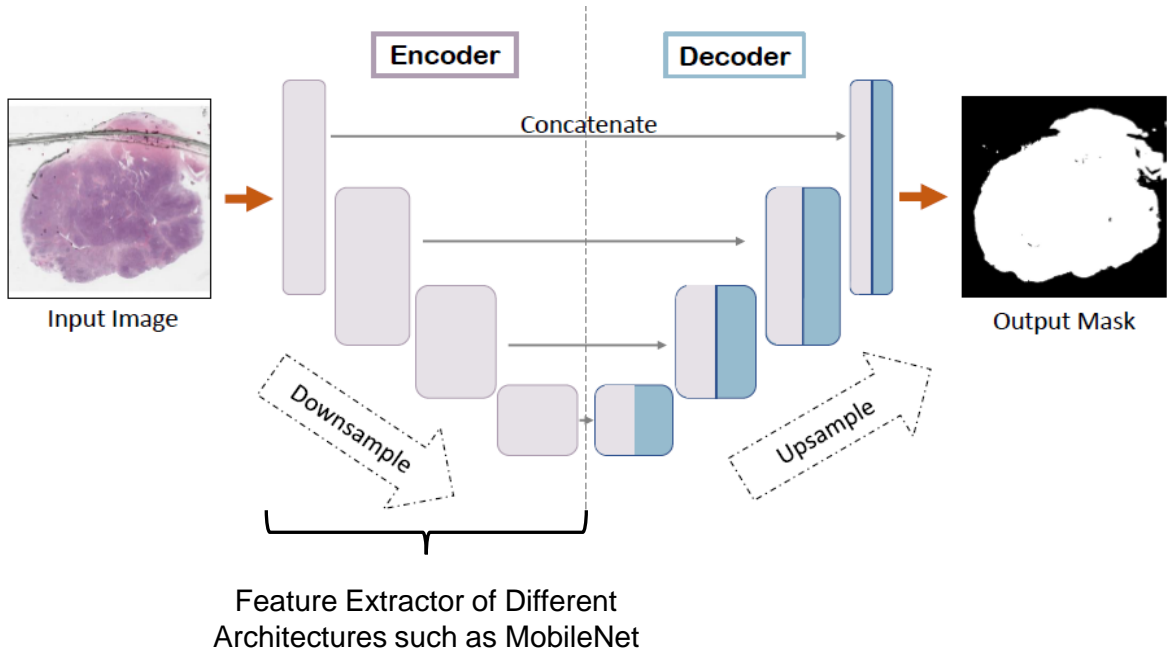 Encoder
Decoder
Concatenate
Input Image
Output Mask
Downsample
Upsample
Feature Extractor of Different
Architectures such as MobileNet